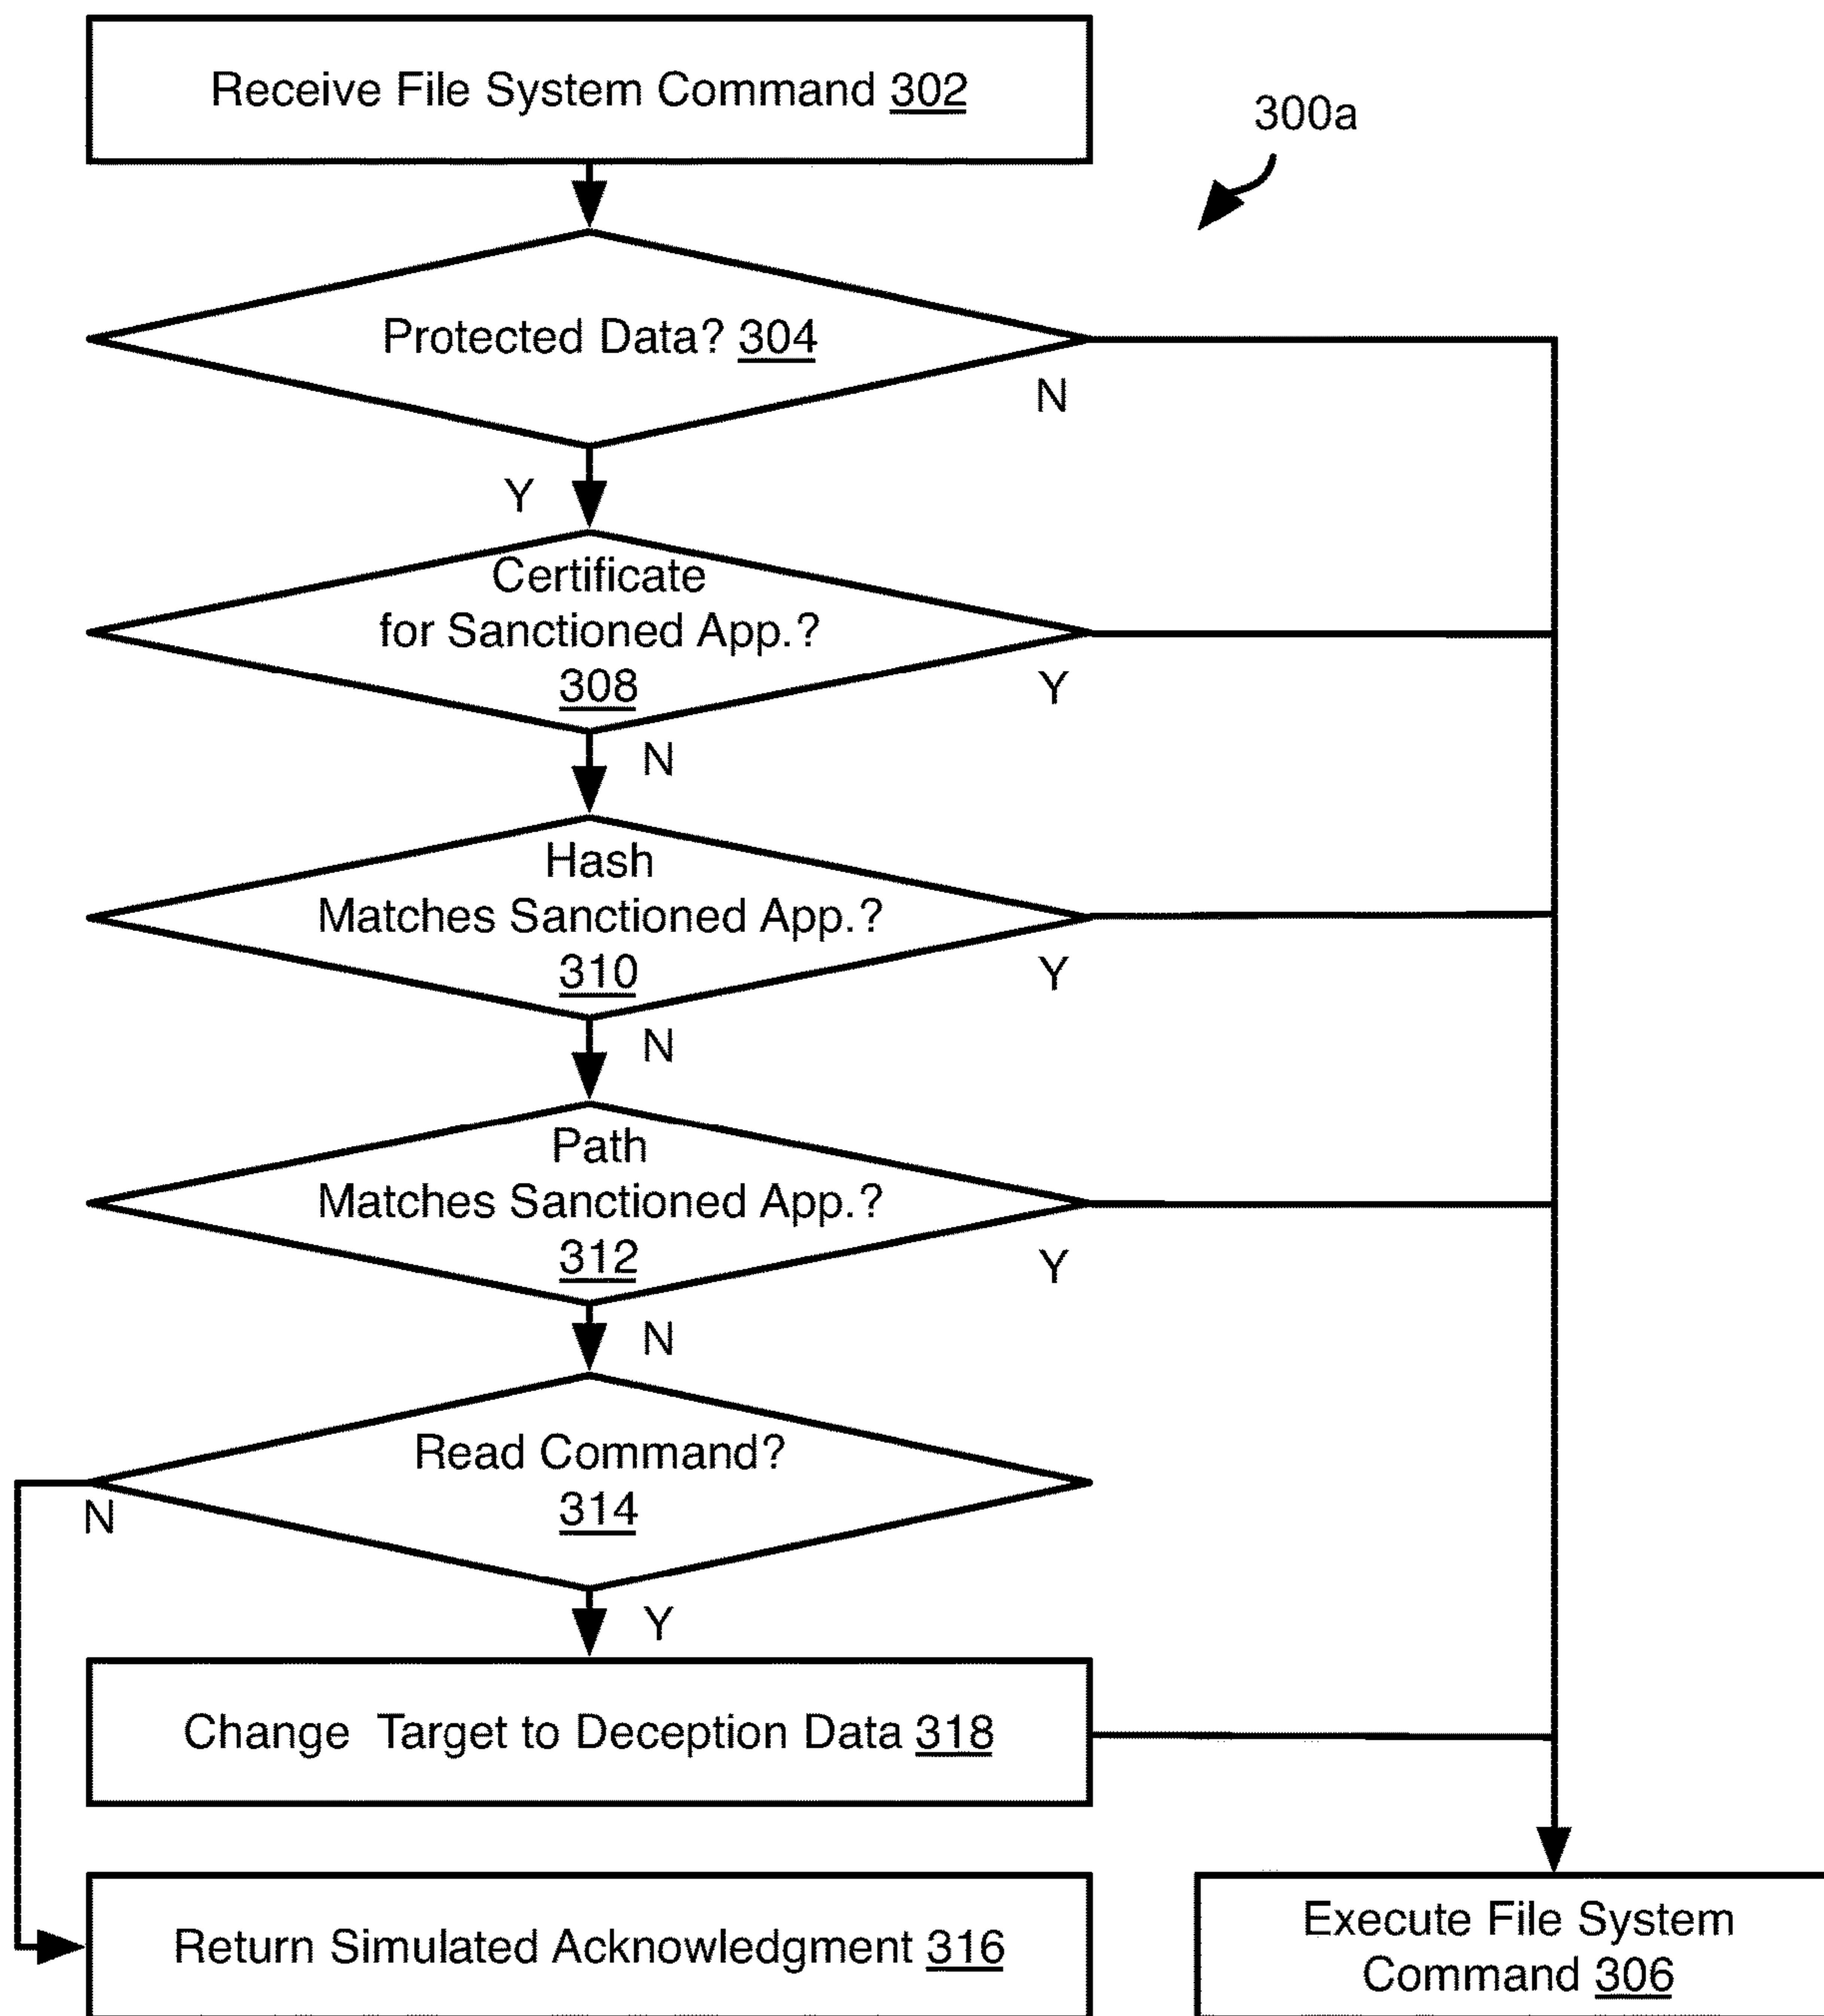 Receive File System Command 302
300a
Protected Data? 304
N
Y
Certificate
for Sanctioned App.?
308
Y
N
Hash
Matches Sanctioned App.?
310
Y
N
Path
Matches Sanctioned App.?
312
Y
N
Read Command?
314
N
Y
Change Target to Deception Data 318
Return Simulated Acknowledgment 316
Execute File System
Command 306